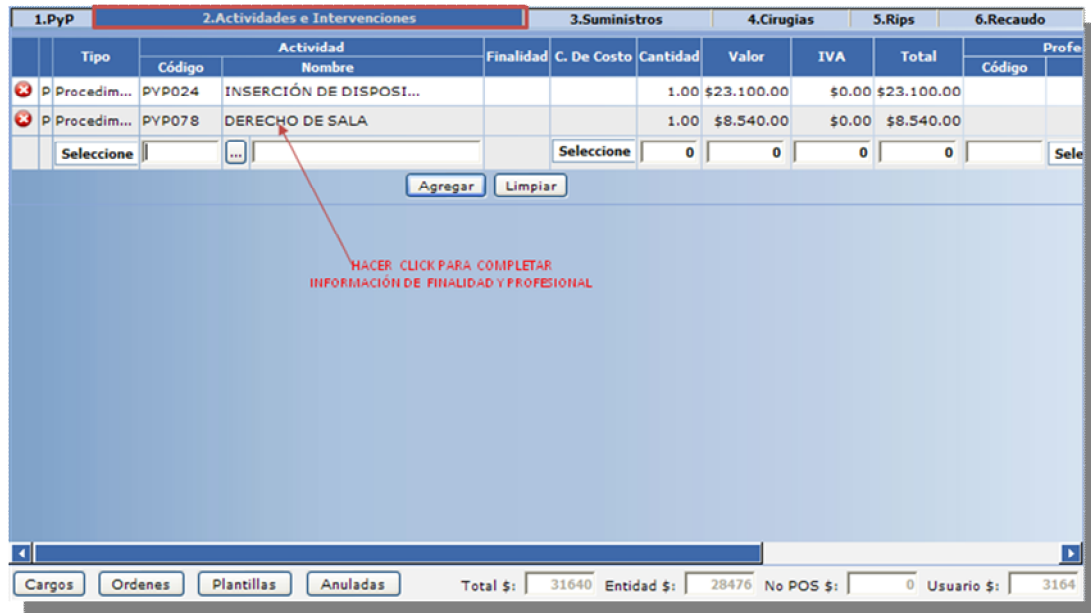 1.PyP 2.Actividades e Intervenciones 3.Suministros 4.Cirugias 5.Rips 6.Recaudo
Tipo Actividad Finalidad C. De Costo Cantidad Valor IVA Total Profe
Código Nombre Código
P Procedim... PYP024 INSERCIÓN DE DISPOSI... 1.00 $23.100.00 $0.00 $23.100.00
P Procedim... PYP078 DERECHO DE SALA 1.00 $8.540.00 $0.00 $8.540.00
Seleccione ... Seleccione 0 0 0 0 Sele
Agregar Limpiar
HACER CLICK PARA COMPLETAR
INFORMACIÓN DE FINALIDAD Y PROFESIONAL
Cargos Ordenes Plantillas Anuladas Total $: 31640 Entidad $: 28476 No POS $: 0 Usuario $: 3164